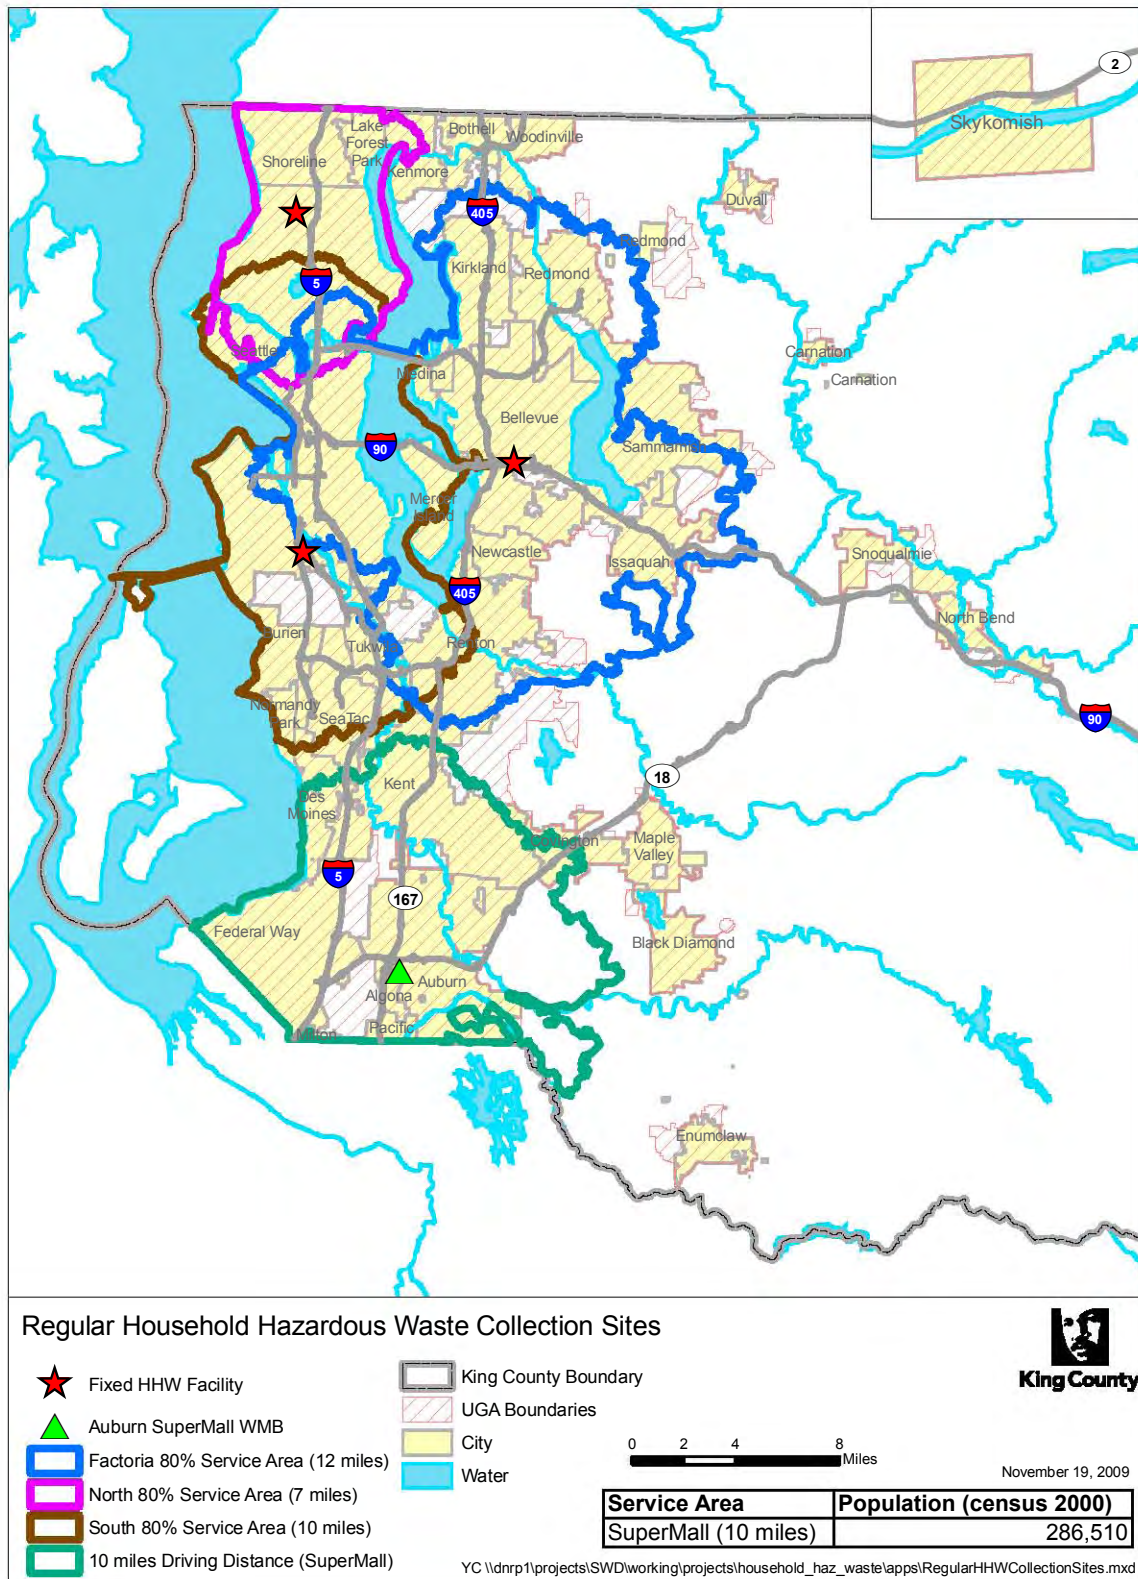 2
Skykomish
Lake
Forest
Park
Bothell
Woodinville
Shoreline
Kenmore
Duvall
405
Redmond
Kirkland
Redmond
5
Seattle
Carnation
Carnation
Medina
Bellevue
90
Sammamish
Mercer
Island
Newcastle
Issaquah
Snoqualmie
405
North Bend
Burien
Tukwila
Renton
Normandy
Park
SeaTac
90
18
Kent
Des
Moines
Covington
Maple
Valley
5
167
Federal Way
Black Diamond
Auburn
Algona
Pacific
Milton
Enumclaw
Regular Household Hazardous Waste Collection Sites
Fixed HHW Facility
Auburn SuperMall WMB
Factoria 80% Service Area (12 miles)
North 80% Service Area (7 miles)
South 80% Service Area (10 miles)
10 miles Driving Distance (SuperMall)
King County Boundary
UGA Boundaries
City
Water
0 2 4 8
Miles
King County
November 19, 2009
Service Area Population (census 2000)
SuperMall (10 miles) 286,510
YC \\dnrp1\projects\SWD\working\projects\household_haz_waste\apps\RegularHHWCollectionSites.mxd